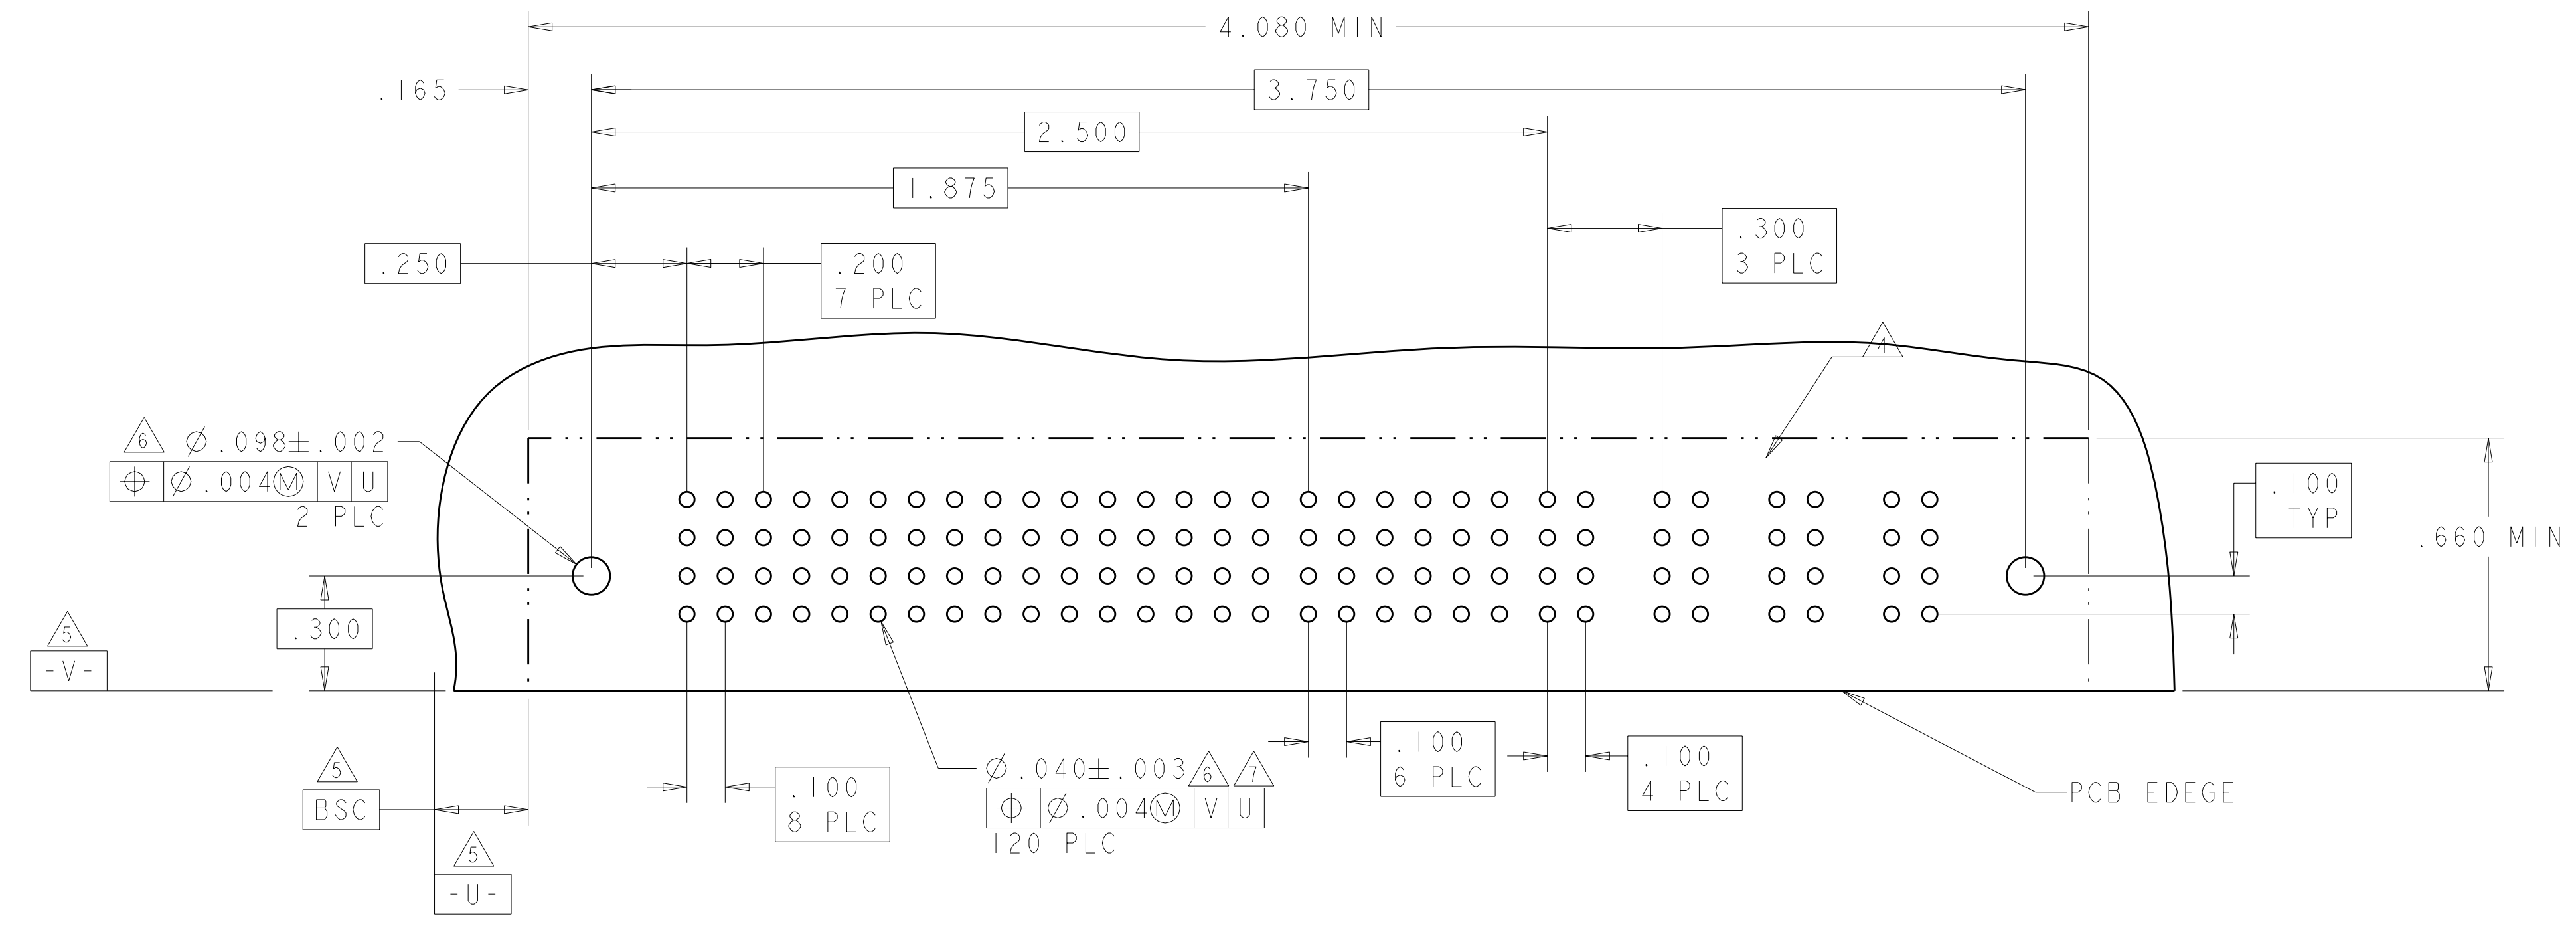 4.080 MIN
.165
3.750
2.500
1.875
.250
.200
7 PLC
.300
3 PLC
4
6 Ø.098±.002
⌖ Ø.004Ⓜ V U
2 PLC
.100
TYP
.660 MIN
.300
5
-V-
5
BSC
5
-U-
.100
8 PLC
Ø.040±.003 6 7
⌖ Ø.004Ⓜ V U
120 PLC
.100
6 PLC
.100
4 PLC
PCB EDEGE